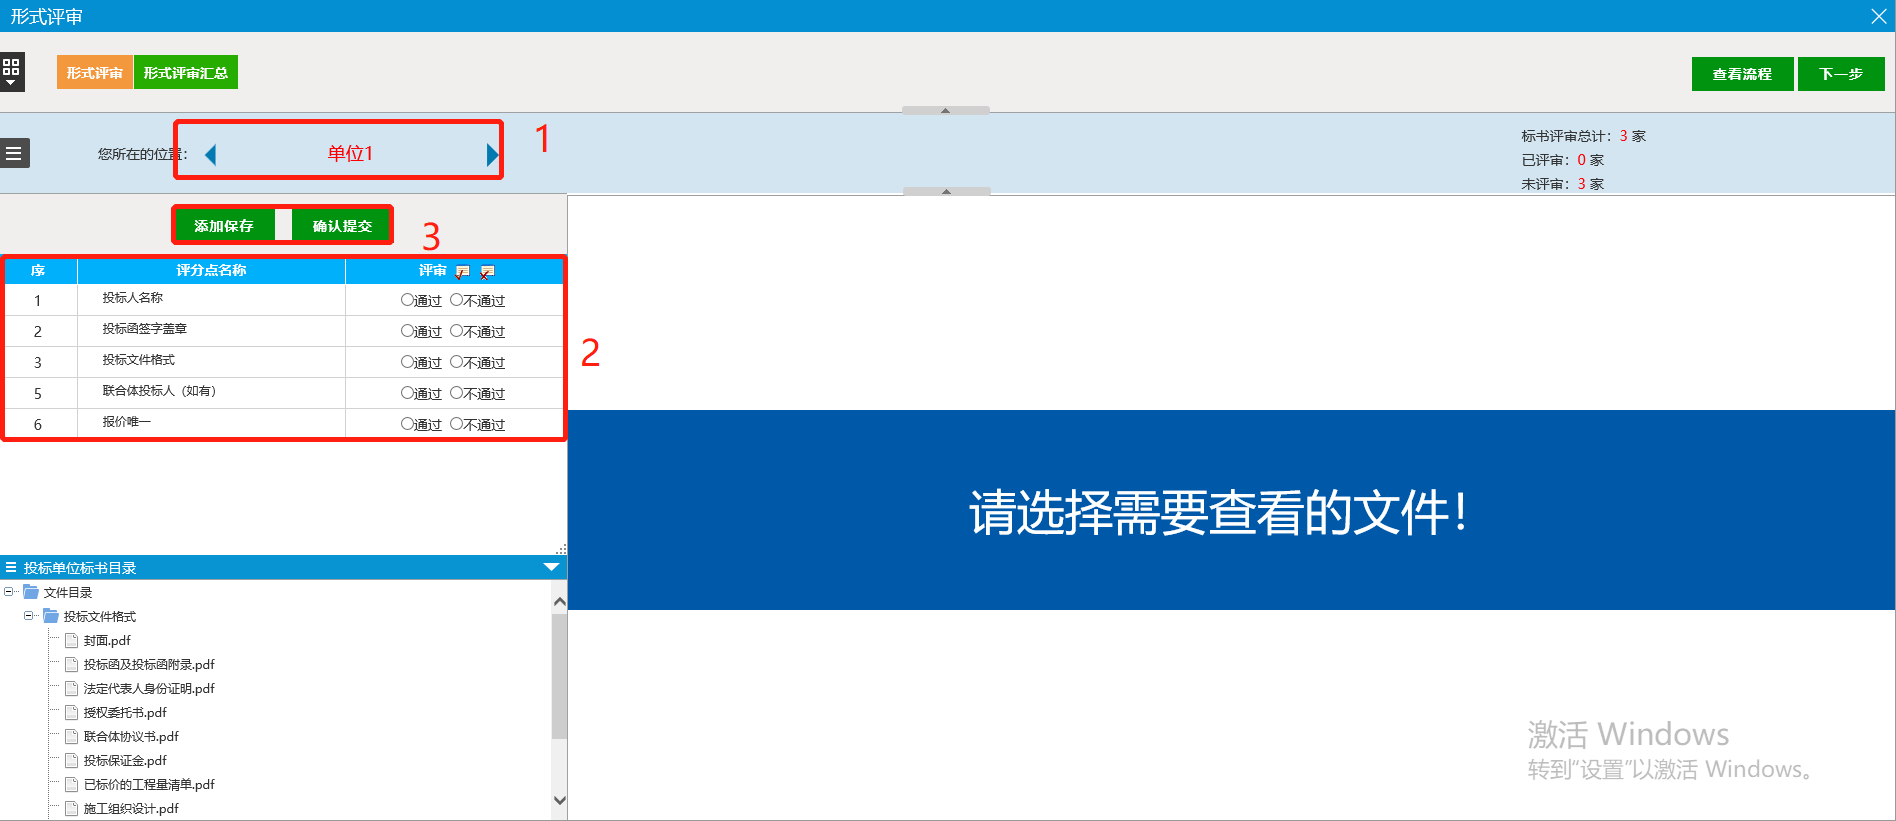 形式评审
形式评审 形式评审汇总
查看流程 下一步
您所在的位置: 单位1
1
标书评审总计: 3 家
已评审: 0 家
未评审: 3 家
添加保存 确认提交
3
序 评分点名称 评审
1 投标人名称 通过 不通过
2 投标函签字盖章 通过 不通过
3 投标文件格式 通过 不通过
5 联合体投标人（如有） 通过 不通过
6 报价唯一 通过 不通过
2
请选择需要查看的文件!
投标单位标书目录
文件目录
投标文件格式
封面.pdf
投标函及投标函附录.pdf
法定代表人身份证明.pdf
授权委托书.pdf
联合体协议书.pdf
投标保证金.pdf
已标价的工程量清单.pdf
施工组织设计.pdf
激活 Windows
转到“设置”以激活 Windows。